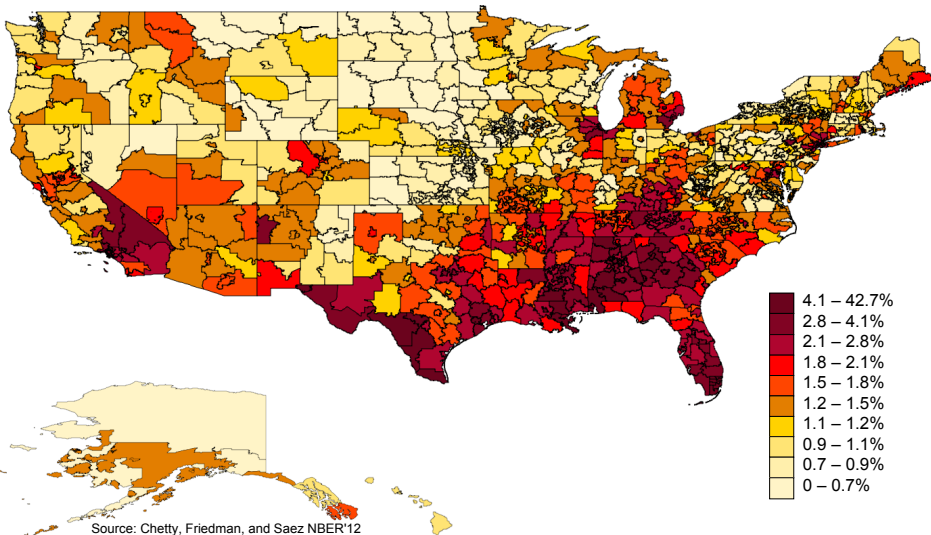 4.1 – 42.7%
2.8 – 4.1%
2.1 – 2.8%
1.8 – 2.1%
1.5 – 1.8%
1.2 – 1.5%
1.1 – 1.2%
0.9 – 1.1%
0.7 – 0.9%
0 – 0.7%
Source: Chetty, Friedman, and Saez NBER'12